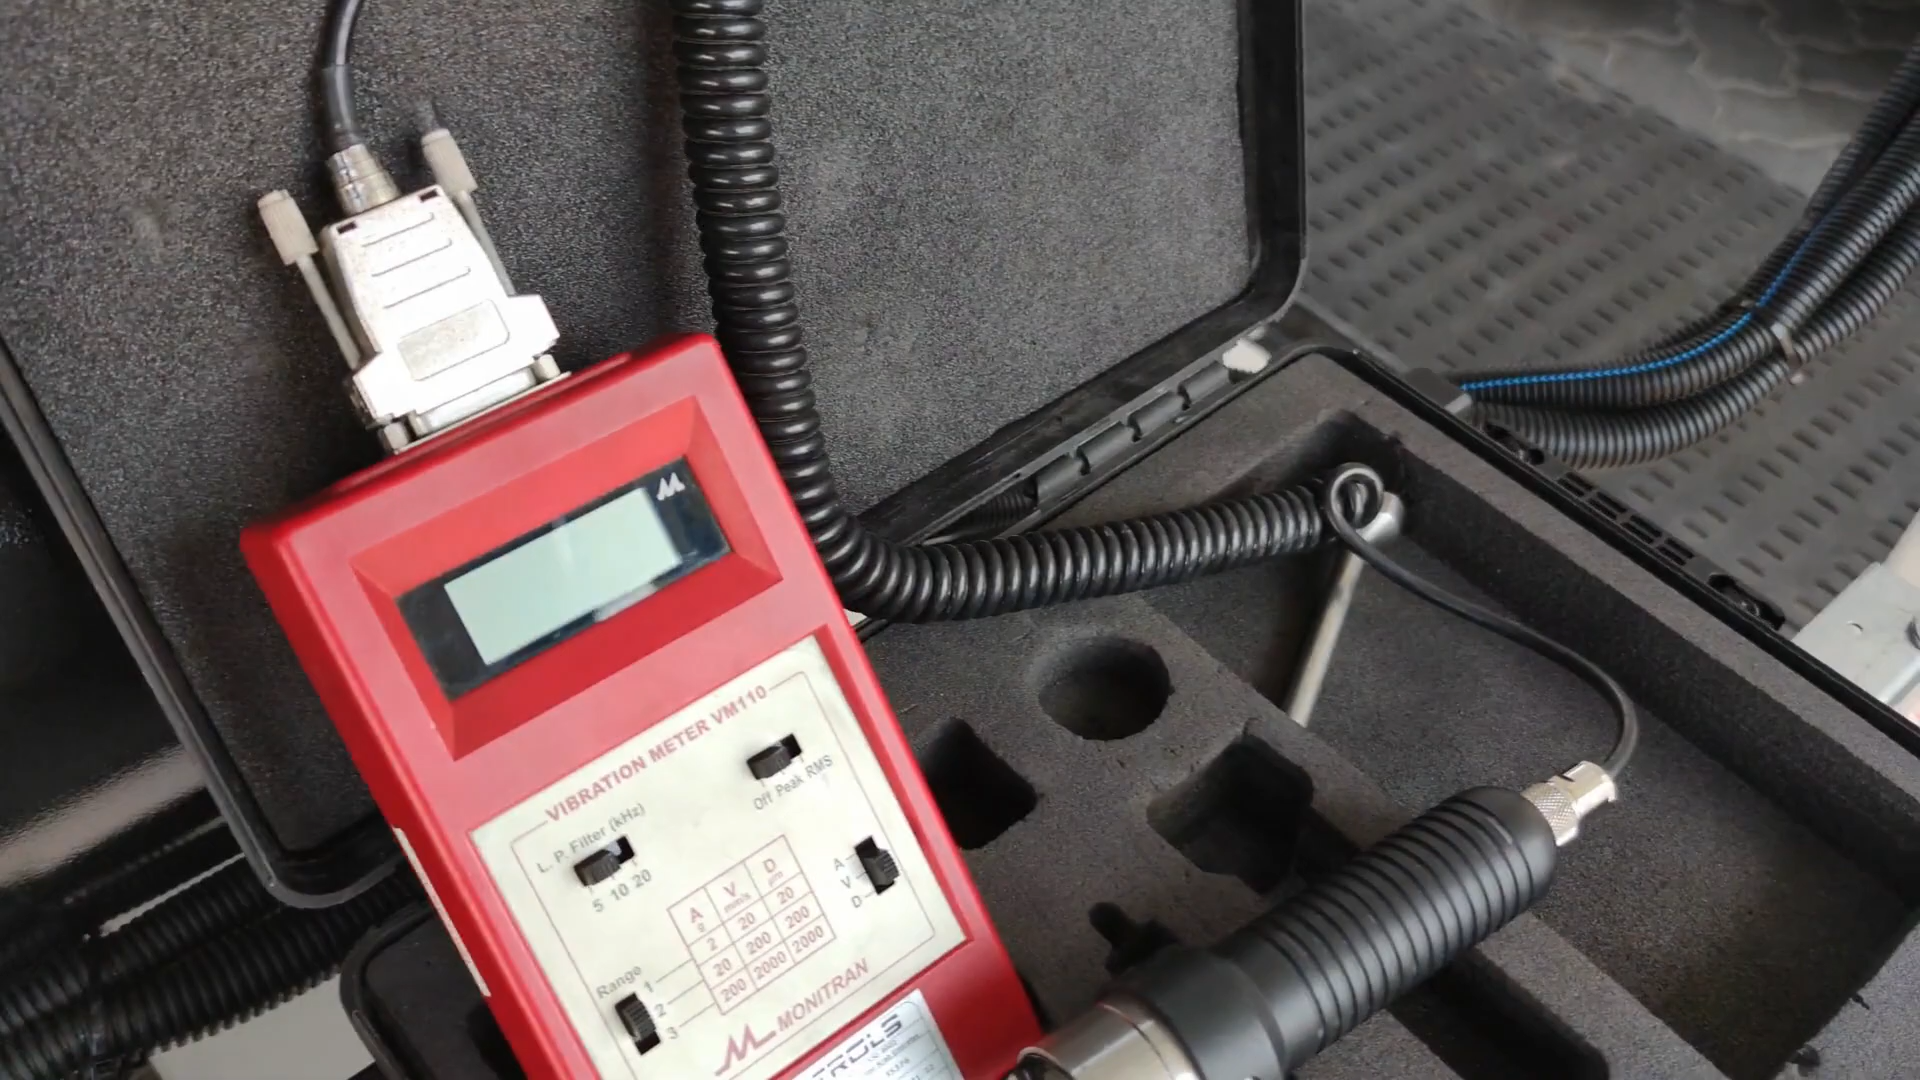 VIBRATION METER VM110
L. P. Filter (kHz)
5 10 20
Off Peak RMS
A
V
D
A V D
g mm/s µm
2 20 20
20 200 200
200 2000 2000
Range
1
2
3
MONITRAN